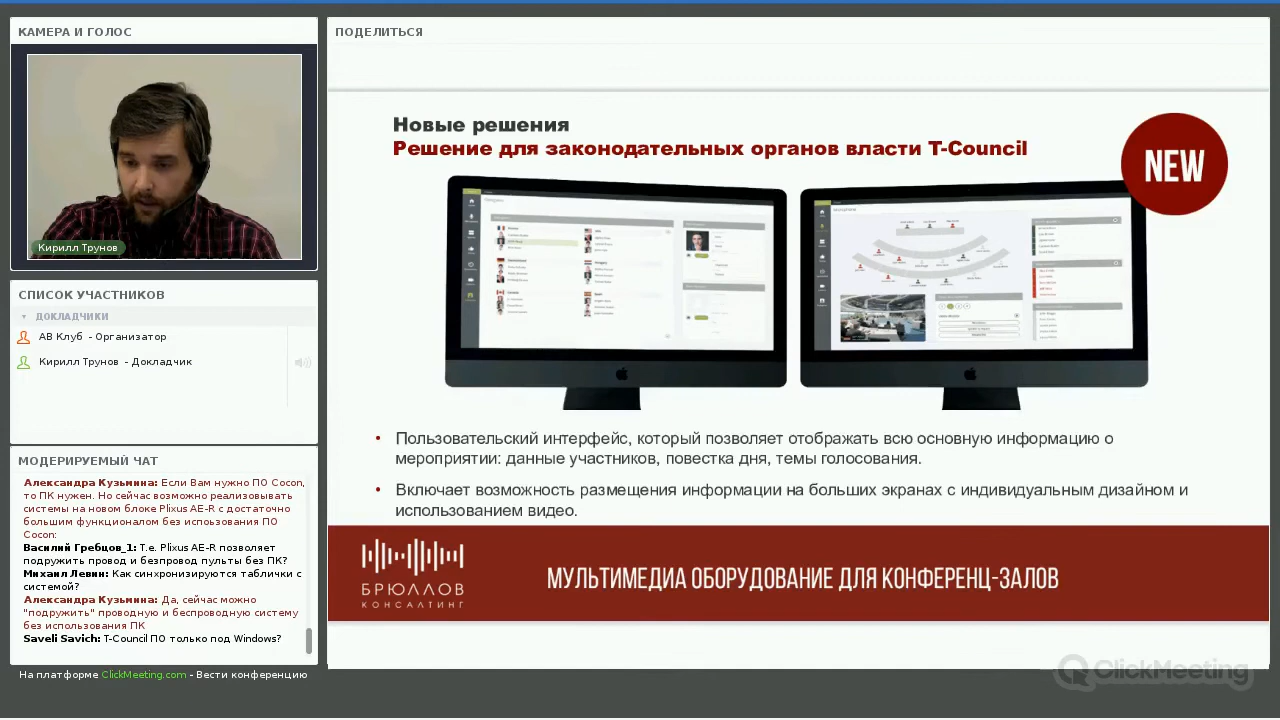 КАМЕРА И ГОЛОС
Кирилл Трунов
СПИСОК УЧАСТНИКОВ
ДОКЛАДЧИКИ
АВ Клуб - Организатор
Кирилл Трунов - Докладчик
МОДЕРИРУЕМЫЙ ЧАТ
Александра Кузьмина: Если Вам нужно ПО Cocon,
то ПК нужен. Но сейчас возможно реализовывать
системы на новом блоке Plixus AE-R с достаточно
большим функционалом без испоьзования ПО
Cocon:
Василий Гребцов_1: Т.е. Plixus AE-R позволяет
подружить провод и безпровод пульты без ПК?
Михаил Левин: Как синхронизируются таблички с
системой?
Александра Кузьмина: Да, сейчас можно
"подружить" проводную и беспроводную систему
без использования ПК
Saveli Savich: T-Council ПО только под Windows?
На платформе ClickMeeting.com - Вести конференцию
ПОДЕЛИТЬСЯ
Новые решения
Решение для законодательных органов власти T-Council
NEW
• Пользовательский интерфейс, который позволяет отображать всю основную информацию о
мероприятии: данные участников, повестка дня, темы голосования.
• Включает возможность размещения информации на больших экранах с индивидуальным дизайном и
использованием видео.
БРЮЛЛОВ
КОНСАЛТИНГ
МУЛЬТИМЕДИА ОБОРУДОВАНИЕ ДЛЯ КОНФЕРЕНЦ-ЗАЛОВ
ClickMeeting